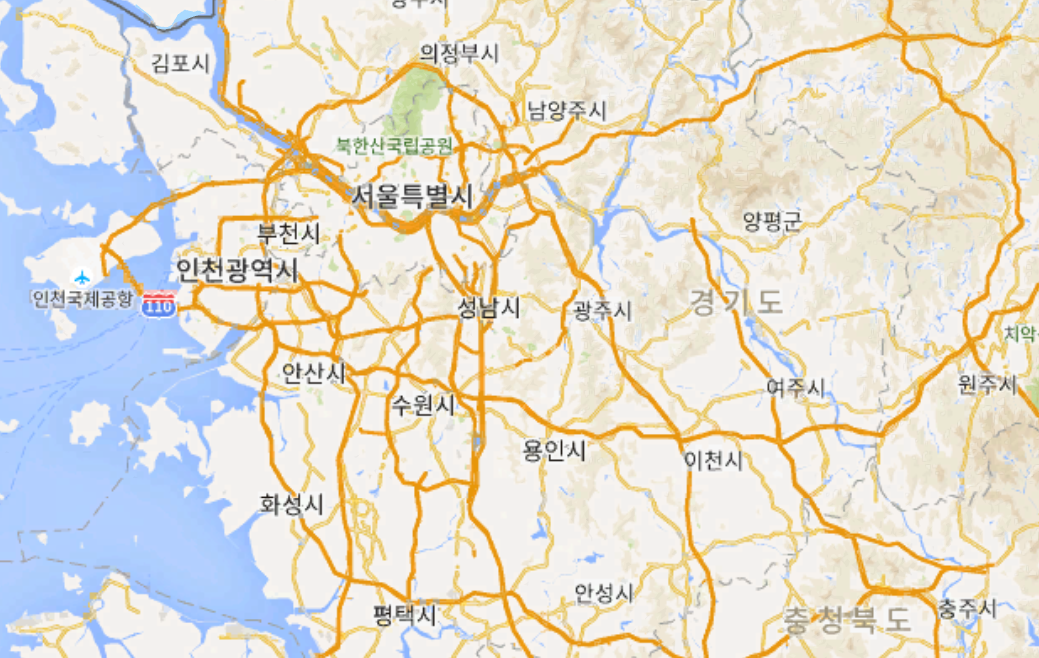 의정부시
김포시
남양주시
북한산국립공원
서울특별시
양평군
부천시
인천광역시
인천국제공항
110
성남시
광주시
경기도
치악
안산시
여주시
원주시
수원시
용인시
이천시
화성시
안성시
평택시
충청북도
충주시